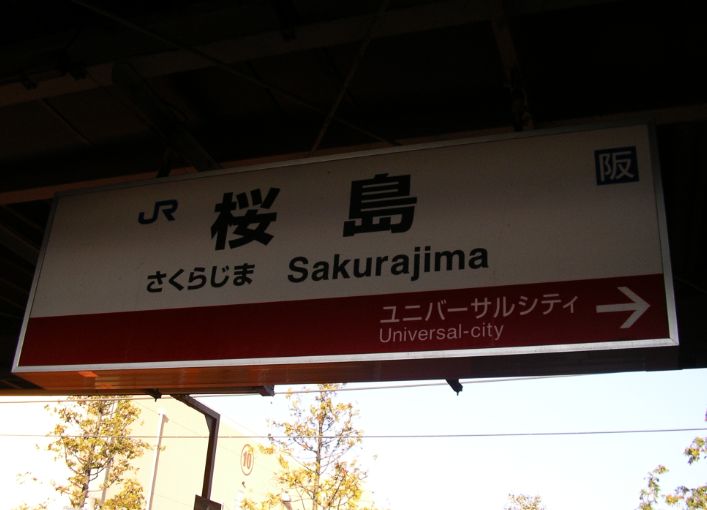 阪
JR 桜島
さくらじま Sakurajima
ユニバーサルシティ →
Universal-city
10